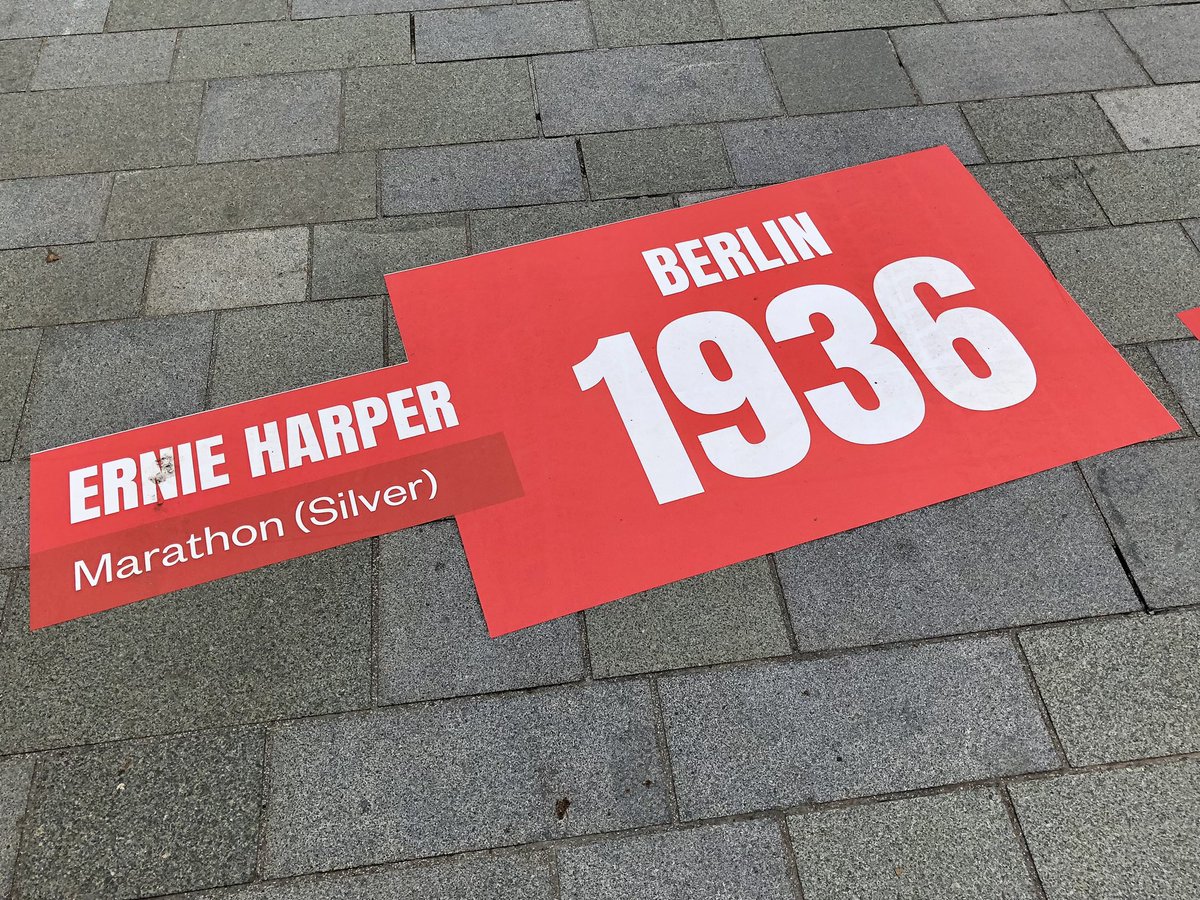 BERLIN
1936
ERNIE HARPER
Marathon (Silver)